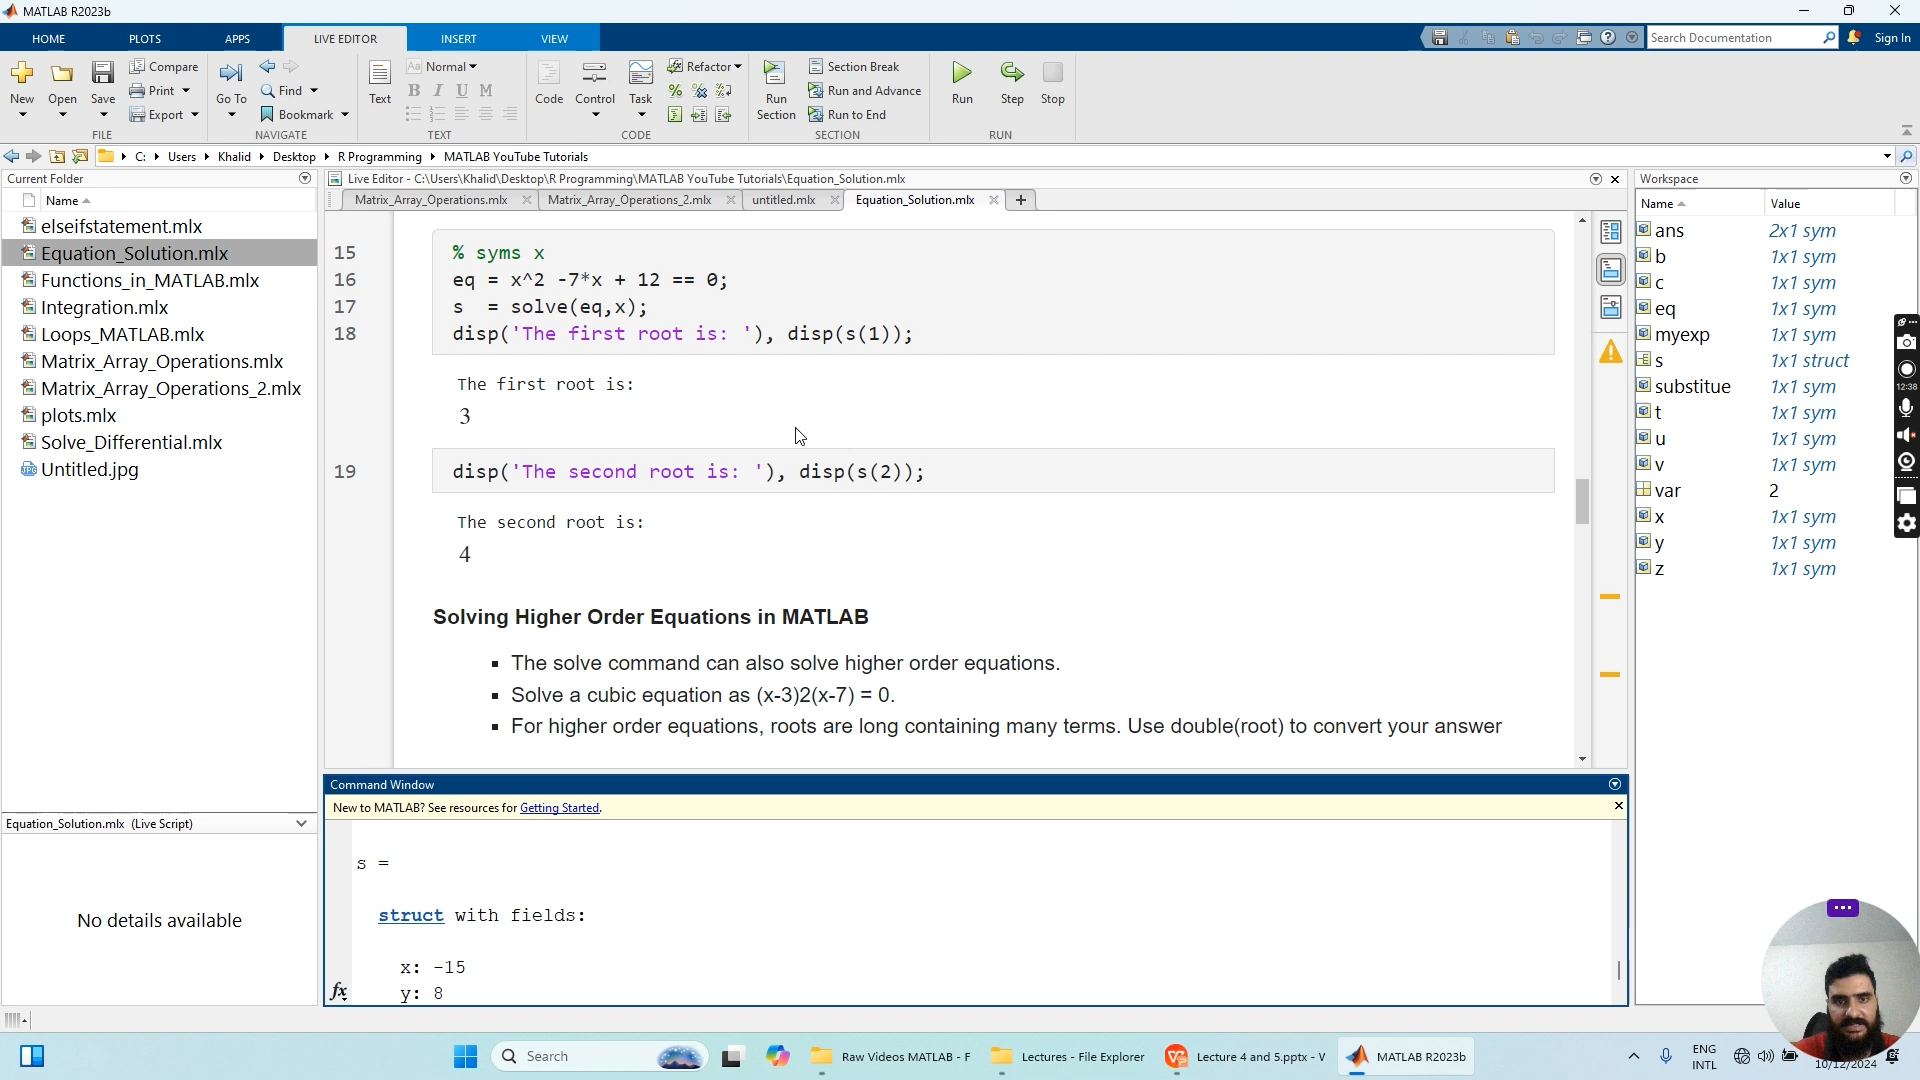 MATLAB R2023b
HOME PLOTS APPS LIVE EDITOR INSERT VIEW
Search Documentation
Sign In
New
Open
Save
Compare
Print
Export
FILE
Go To
Find
Bookmark
NAVIGATE
Text
Aa Normal
B I U M
TEXT
Code
Control
Task
Refactor
CODE
Run
Section
Section Break
Run and Advance
Run to End
SECTION
Run
Step
Stop
RUN
C: Users Khalid Desktop R Programming MATLAB YouTube Tutorials
Current Folder
Name
elseifstatement.mlx
Equation_Solution.mlx
Functions_in_MATLAB.mlx
Integration.mlx
Loops_MATLAB.mlx
Matrix_Array_Operations.mlx
Matrix_Array_Operations_2.mlx
plots.mlx
Solve_Differential.mlx
Untitled.jpg
Equation_Solution.mlx (Live Script)
No details available
Live Editor - C:\Users\Khalid\Desktop\R Programming\MATLAB YouTube Tutorials\Equation_Solution.mlx
Matrix_Array_Operations.mlx Matrix_Array_Operations_2.mlx untitled.mlx Equation_Solution.mlx
15 % syms x
16 eq = x^2 -7*x + 12 == 0;
17 s = solve(eq,x);
18 disp('The first root is: '), disp(s(1));
The first root is:
3
19 disp('The second root is: '), disp(s(2));
The second root is:
4
Solving Higher Order Equations in MATLAB
The solve command can also solve higher order equations.
Solve a cubic equation as (x-3)2(x-7) = 0.
For higher order equations, roots are long containing many terms. Use double(root) to convert your answer
Command Window
New to MATLAB? See resources for Getting Started.
s =
struct with fields:
x: -15
y: 8
fx
Workspace
Name Value
ans 2x1 sym
b 1x1 sym
c 1x1 sym
eq 1x1 sym
myexp 1x1 sym
s 1x1 struct
substitue 1x1 sym
t 1x1 sym
u 1x1 sym
v 1x1 sym
var 2
x 1x1 sym
y 1x1 sym
z 1x1 sym
12:38
Search
Raw Videos MATLAB - F
Lectures - File Explorer
Lecture 4 and 5.pptx - V
MATLAB R2023b
ENG
INTL
10/12/2024